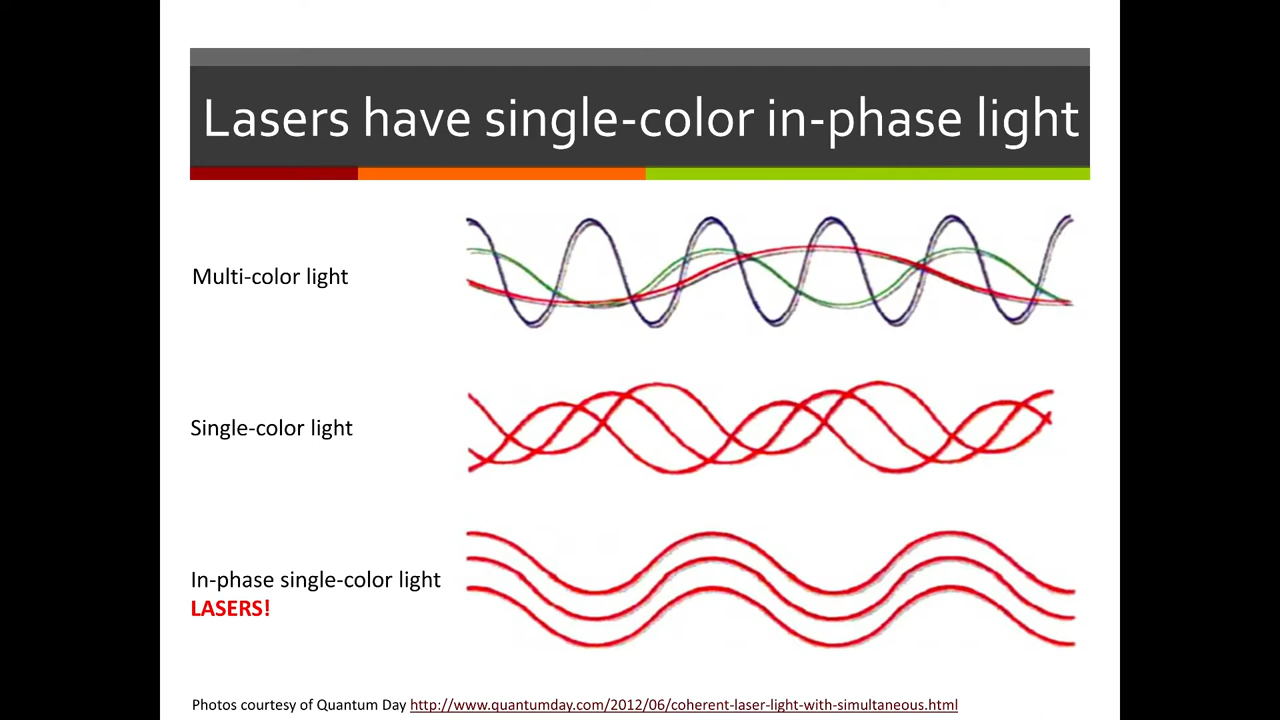 Lasers have single-color in-phase light
Multi-color light
Single-color light
In-phase single-color light
LASERS!
Photos courtesy of Quantum Day http://www.quantumday.com/2012/06/coherent-laser-light-with-simultaneous.html